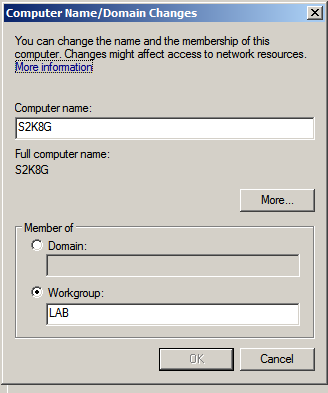 Computer Name/Domain Changes
You can change the name and the membership of this
computer. Changes might affect access to network resources.
More information
Computer name:
S2K8G
Full computer name:
S2K8G
More...
Member of
Domain:
Workgroup:
LAB
OK
Cancel